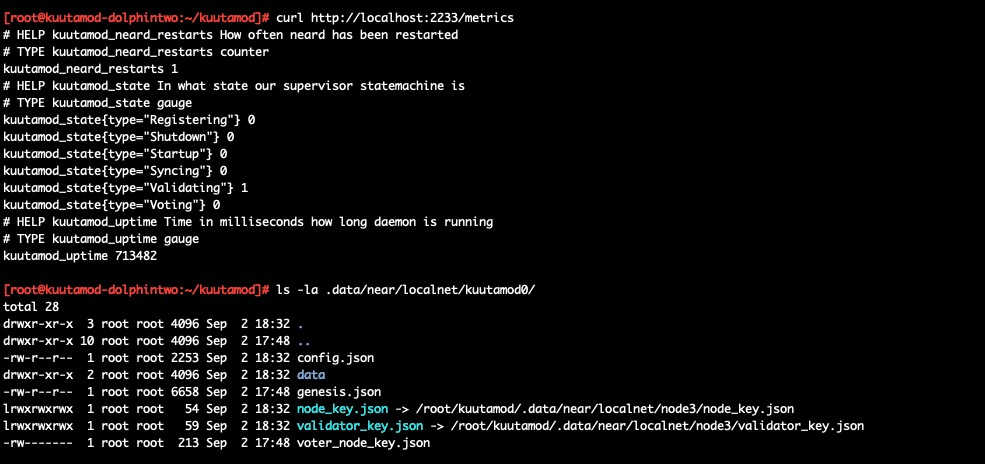 [root@kuutamod-dolphintwo:~/kuutamod]# curl http://localhost:2233/metrics
# HELP kuutamod_neard_restarts How often neard has been restarted
# TYPE kuutamod_neard_restarts counter
kuutamod_neard_restarts 1
# HELP kuutamod_state In what state our supervisor statemachine is
# TYPE kuutamod_state gauge
kuutamod_state{type="Registering"} 0
kuutamod_state{type="Shutdown"} 0
kuutamod_state{type="Startup"} 0
kuutamod_state{type="Syncing"} 0
kuutamod_state{type="Validating"} 1
kuutamod_state{type="Voting"} 0
# HELP kuutamod_uptime Time in milliseconds how long daemon is running
# TYPE kuutamod_uptime gauge
kuutamod_uptime 713482
[root@kuutamod-dolphintwo:~/kuutamod]# ls -la .data/near/localnet/kuutamod0/
total 28
drwxr-xr-x  3 root root 4096 Sep  2 18:32 .
drwxr-xr-x 10 root root 4096 Sep  2 17:48 ..
-rw-r--r--  1 root root 2253 Sep  2 18:32 config.json
drwxr-xr-x  2 root root 4096 Sep  2 18:32 data
-rw-r--r--  1 root root 6658 Sep  2 17:48 genesis.json
lrwxrwxrwx  1 root root   54 Sep  2 18:32 node_key.json -> /root/kuutamod/.data/near/localnet/node3/node_key.json
lrwxrwxrwx  1 root root   59 Sep  2 18:32 validator_key.json -> /root/kuutamod/.data/near/localnet/node3/validator_key.json
-rw-------  1 root root  213 Sep  2 17:48 voter_node_key.json